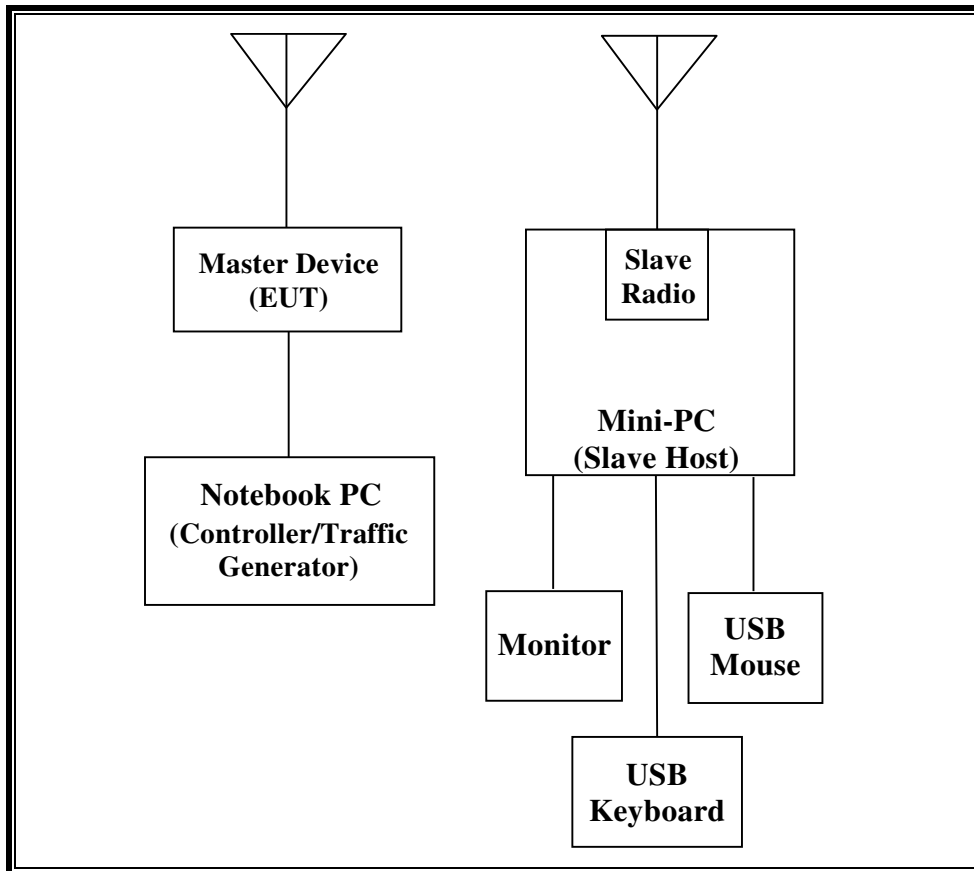 Master Device
(EUT)
Slave
Radio
Mini-PC
(Slave Host)
Notebook PC
(Controller/Traffic
Generator)
Monitor
USB
Mouse
USB
Keyboard